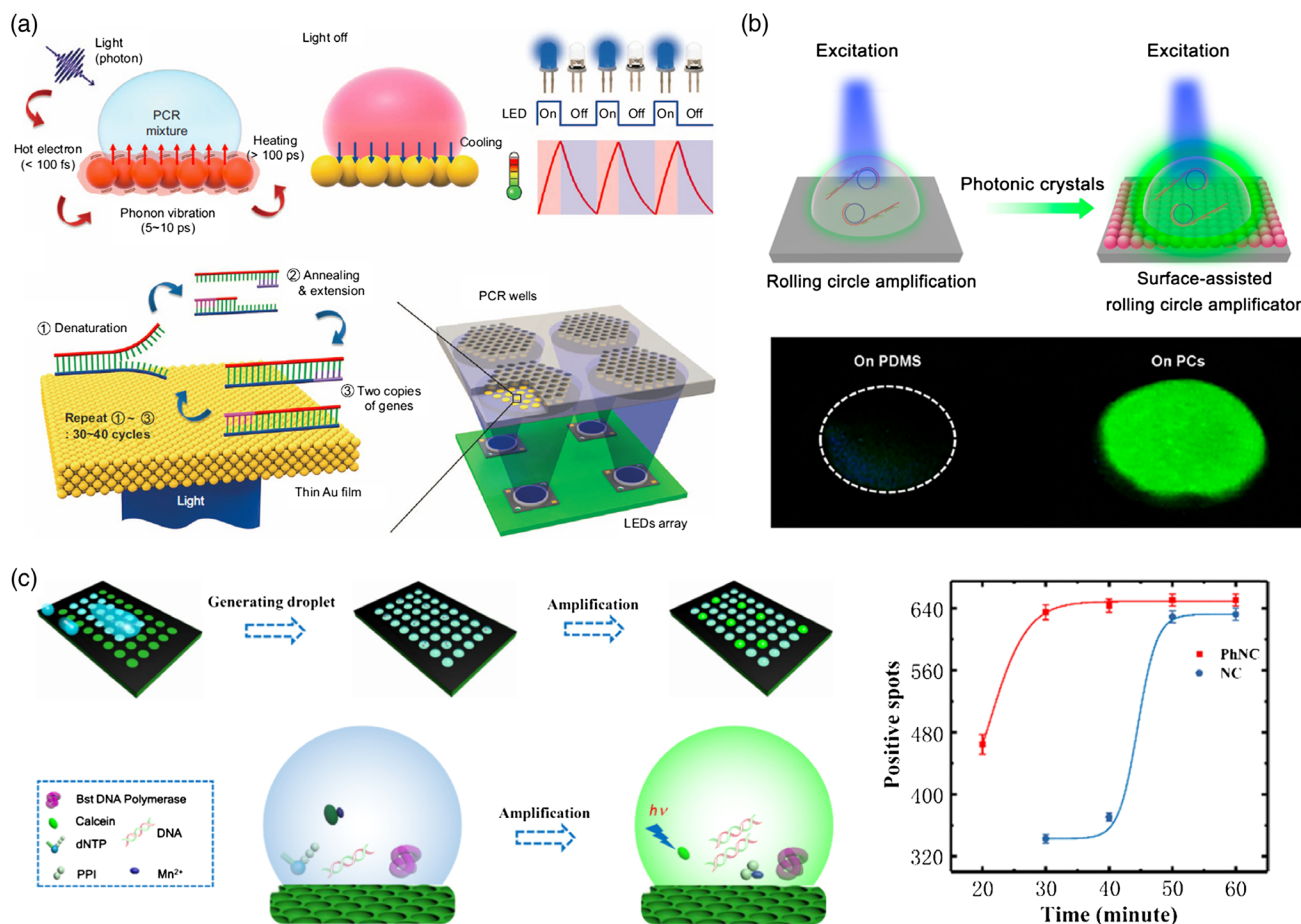 (a)
Light
(photon)
Light off
PCR
mixture
Hot electron
(< 100 fs)
Heating
(> 100 ps)
Phonon vibration
(5~10 ps)
Cooling
LED
On
Off
On
Off
On
Off
① Denaturation
② Annealing
& extension
③ Two copies
of genes
Repeat ① ~ ③
: 30~40 cycles
Thin Au film
Light
PCR wells
LEDs array
(b)
Excitation
Excitation
Photonic crystals
Rolling circle amplification
Surface-assisted
rolling circle amplificator
On PDMS
On PCs
(c)
Generating droplet
Amplification
Bst DNA Polymerase
Calcein
DNA
dNTP
PPI
Mn²⁺
Amplification
hν
Positive spots
640
560
480
400
320
PhNC
NC
20
30
40
50
60
Time (minute)